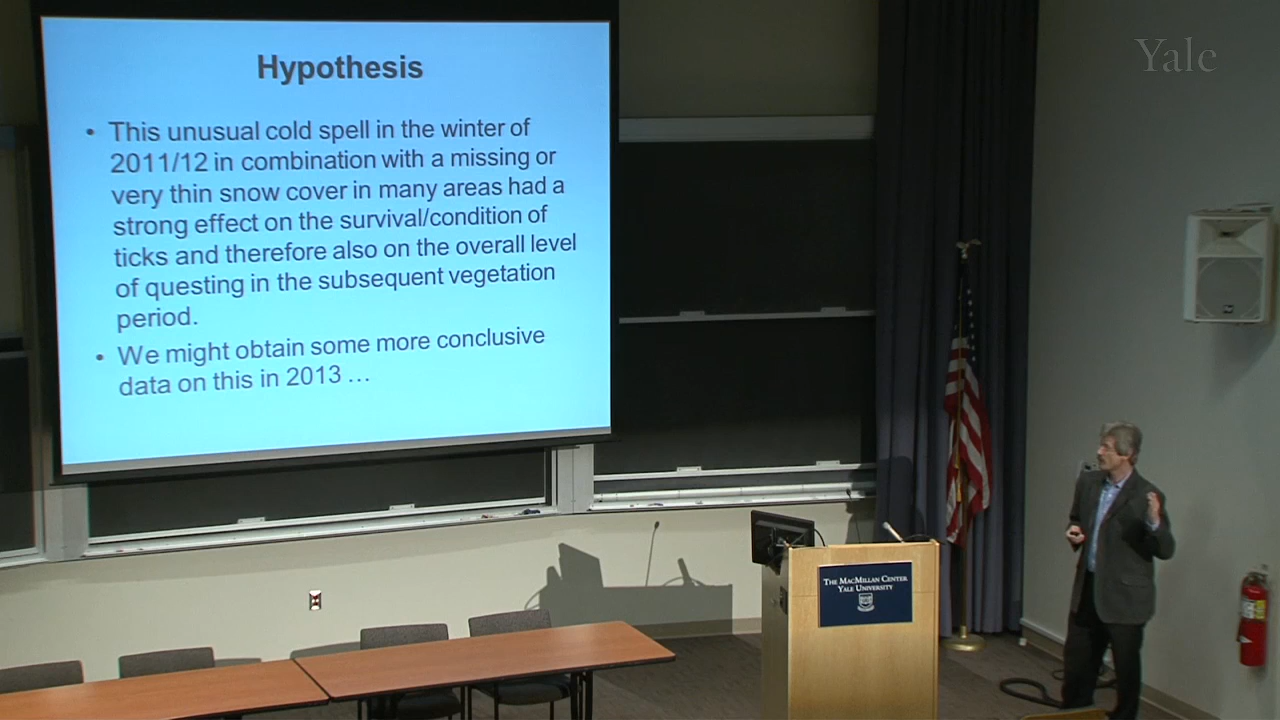 Hypothesis
• This unusual cold spell in the winter of
2011/12 in combination with a missing or
very thin snow cover in many areas had a
strong effect on the survival/condition of
ticks and therefore also on the overall level
of questing in the subsequent vegetation
period.
• We might obtain some more conclusive
data on this in 2013 …
Yale
The MacMillan Center
Yale University